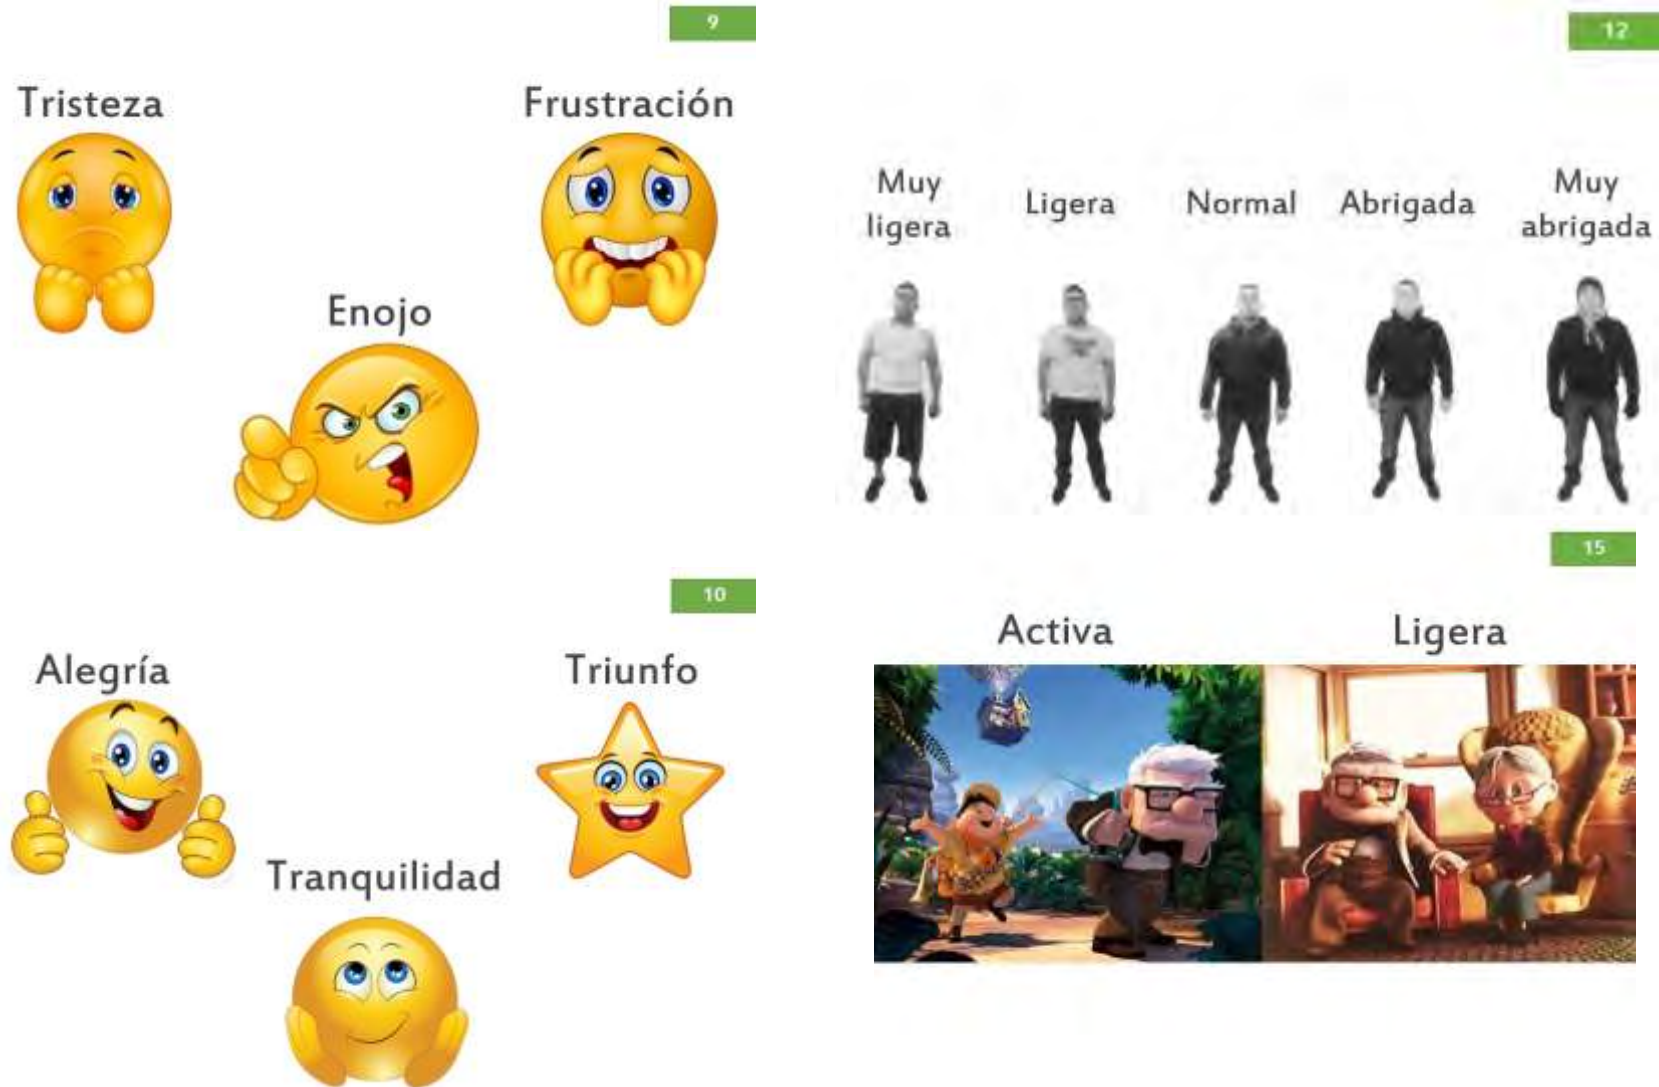 9
Tristeza
Frustración
Enojo
10
Alegría
Triunfo
Tranquilidad
12
Muy
ligera
Ligera
Normal
Abrigada
Muy
abrigada
15
Activa
Ligera